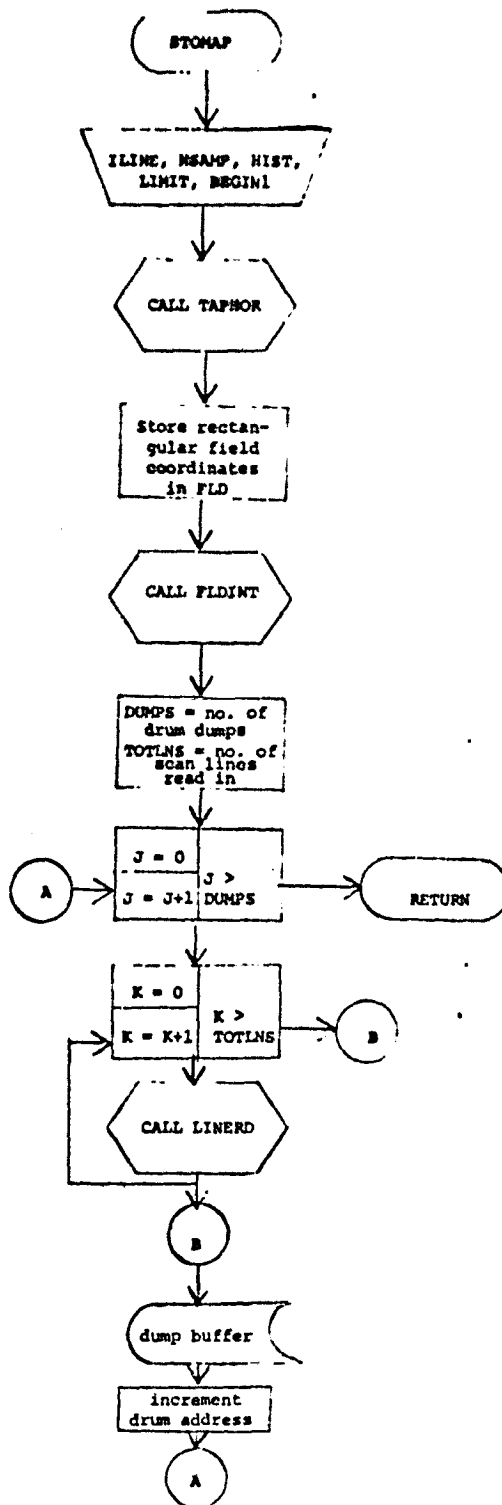 STOMAP
ILINE, NSAMP, HIST,
LIMIT, BEGIN1
CALL TAPHDR
Store rectan-
gular field
coordinates
in FLD
CALL FLDINT
DUMPS = no. of
drum dumps
TOTLNS = no. of
scan lines
read in
J = 0
J = J+1
J >
DUMPS
A
RETURN
K = 0
K = K+1
K >
TOTLNS
B
CALL LINERD
B
dump buffer
increment
drum address
A